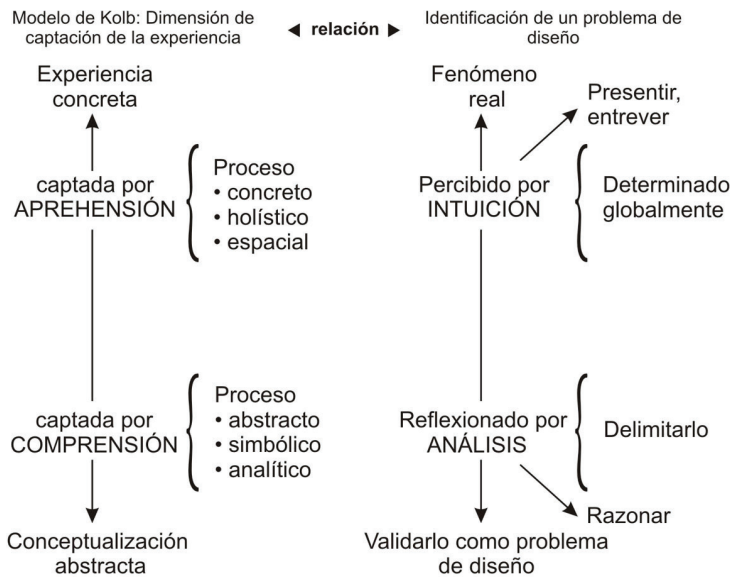 Modelo de Kolb: Dimensión de
captación de la experiencia
relación
Identificación de un problema de
diseño
Experiencia
concreta
captada por
APREHENSIÓN
Proceso
• concreto
• holístico
• espacial
captada por
COMPRENSIÓN
Proceso
• abstracto
• simbólico
• analítico
Conceptualización
abstracta
Fenómeno
real
Presentir,
entrever
Percibido por
INTUICIÓN
Determinado
globalmente
Reflexionado por
ANÁLISIS
Delimitarlo
Razonar
Validarlo como problema
de diseño